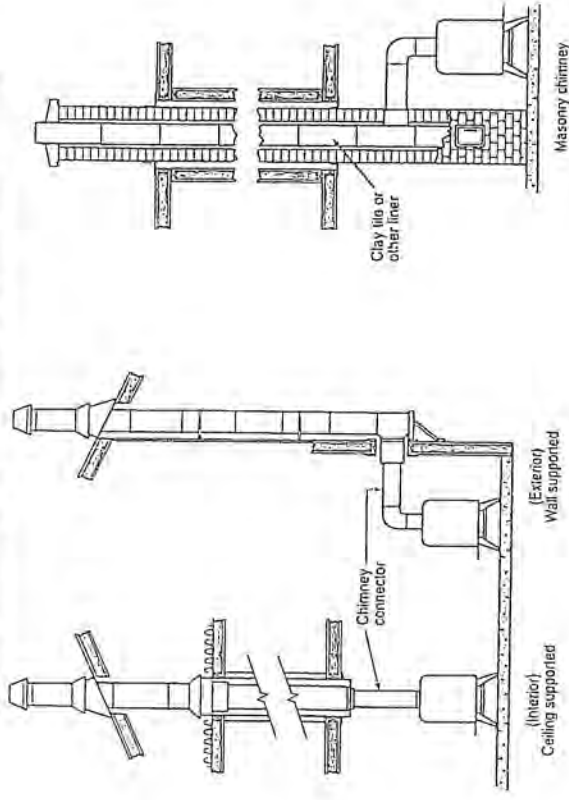 Clay tile or
other liner
Masonry chimney
Chimney
connector
(Exterior)
Wall supported
(Interior)
Ceiling supported